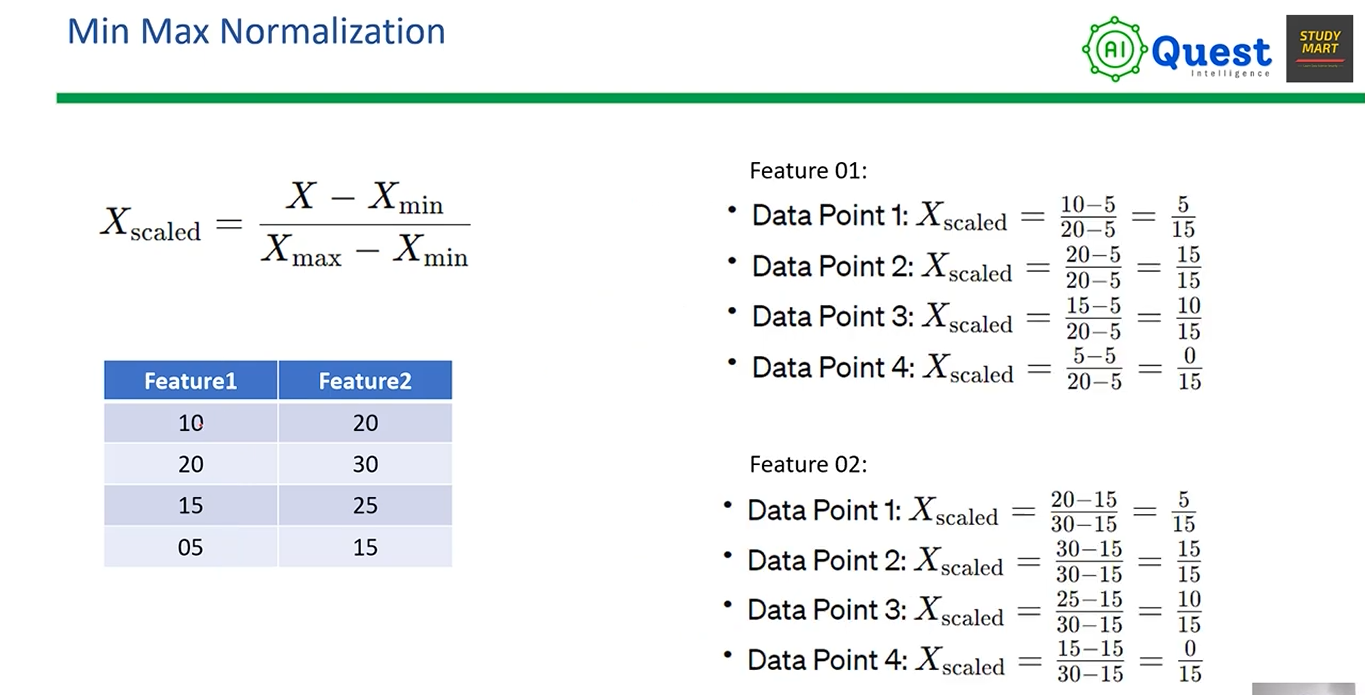 Min Max Normalization
AI Quest
Intelligence
STUDY
MART
X_scaled = (X − X_min) / (X_max − X_min)
Feature1 Feature2
10 20
20 30
15 25
05 15
Feature 01:
• Data Point 1: X_scaled = (10−5)/(20−5) = 5/15
• Data Point 2: X_scaled = (20−5)/(20−5) = 15/15
• Data Point 3: X_scaled = (15−5)/(20−5) = 10/15
• Data Point 4: X_scaled = (5−5)/(20−5) = 0/15
Feature 02:
• Data Point 1: X_scaled = (20−15)/(30−15) = 5/15
• Data Point 2: X_scaled = (30−15)/(30−15) = 15/15
• Data Point 3: X_scaled = (25−15)/(30−15) = 10/15
• Data Point 4: X_scaled = (15−15)/(30−15) = 0/15